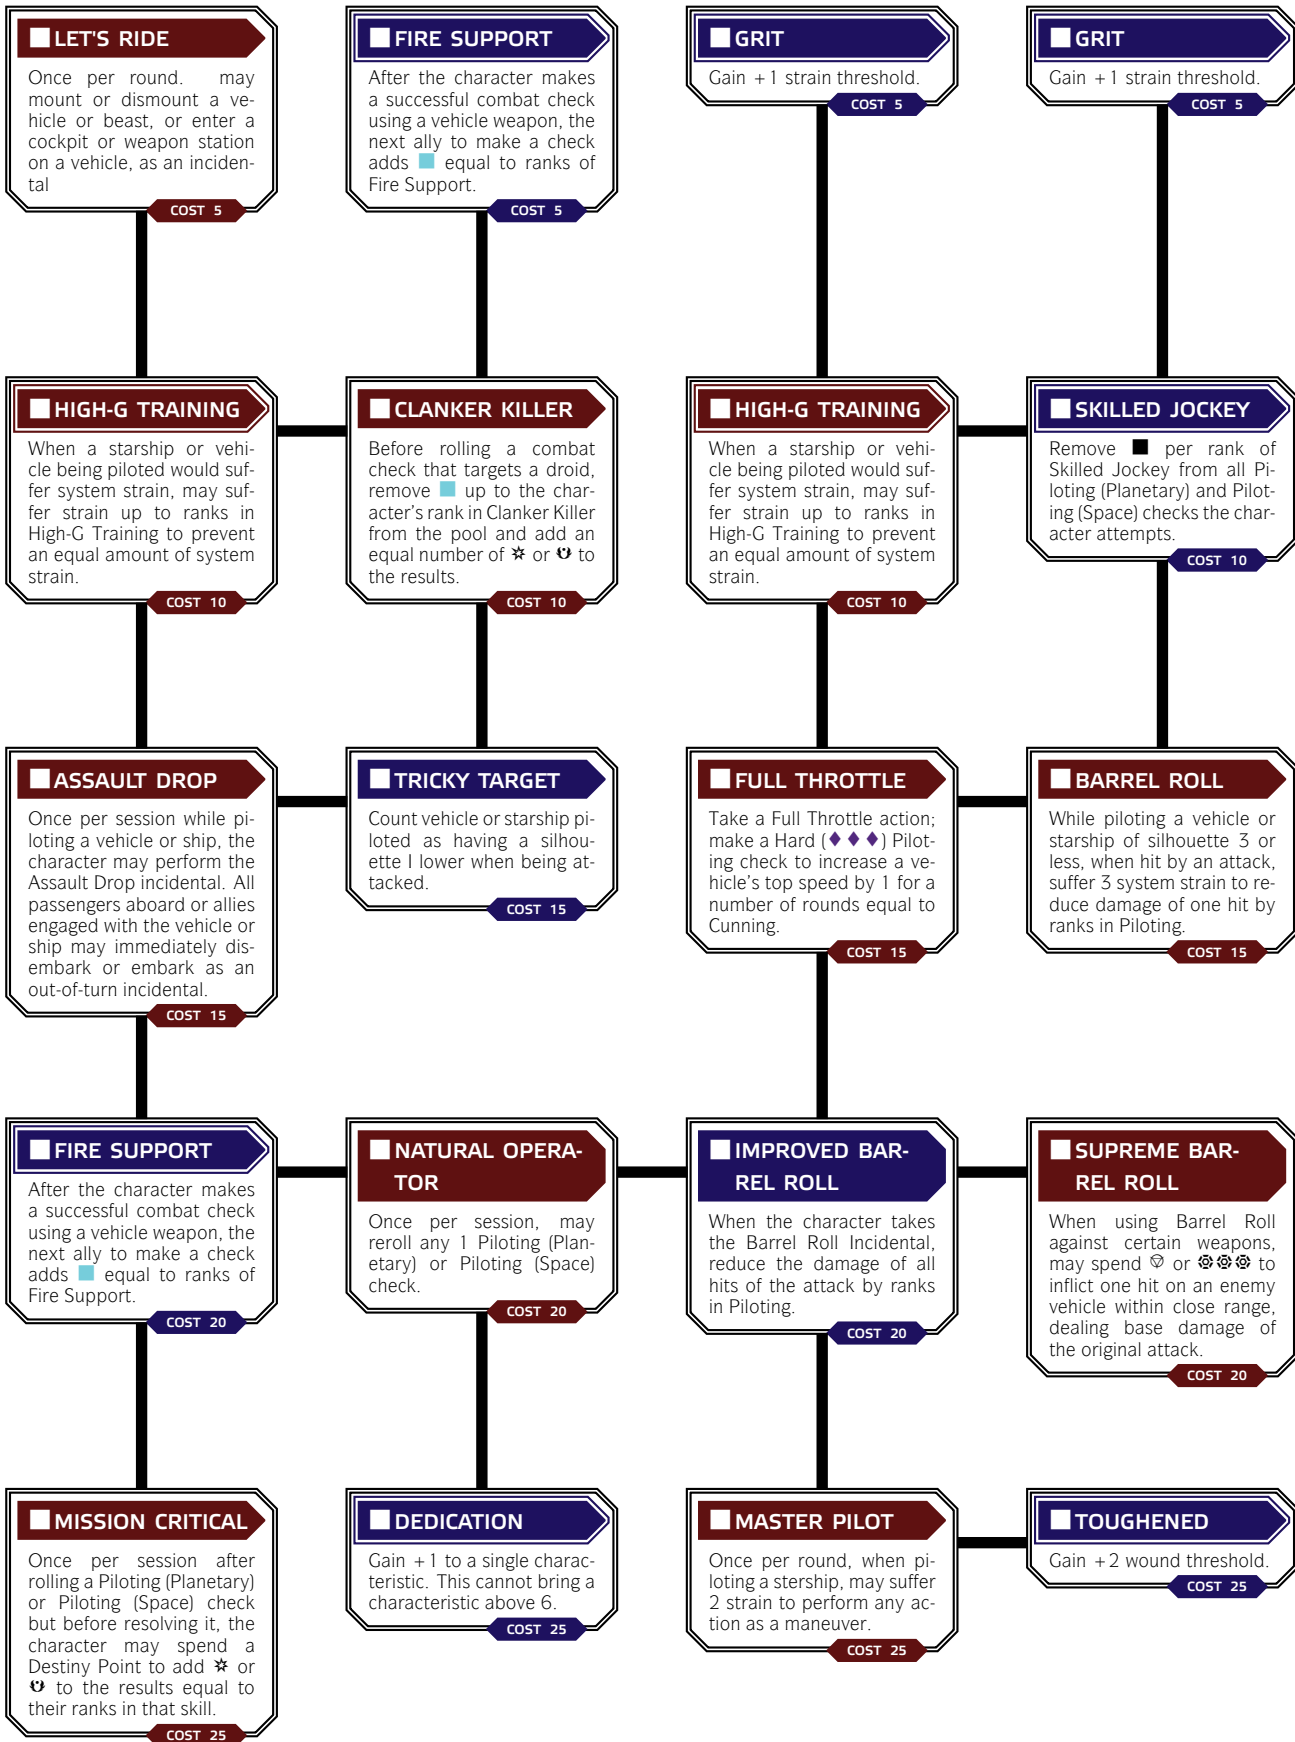 LET'S RIDE
Once per round. may
mount or dismount a ve-
hicle or beast, or enter a
cockpit or weapon station
on a vehicle, as an inciden-
tal
COST 5
FIRE SUPPORT
After the character makes
a successful combat check
using a vehicle weapon, the
next ally to make a check
adds equal to ranks of
Fire Support.
COST 5
GRIT
Gain +1 strain threshold.
COST 5
GRIT
Gain +1 strain threshold.
COST 5
HIGH-G TRAINING
When a starship or vehi-
cle being piloted would suf-
fer system strain, may suf-
fer strain up to ranks in
High-G Training to prevent
an equal amount of system
strain.
COST 10
CLANKER KILLER
Before rolling a combat
check that targets a droid,
remove up to the char-
acter's rank in Clanker Killer
from the pool and add an
equal number of or to
the results.
COST 10
HIGH-G TRAINING
When a starship or vehi-
cle being piloted would suf-
fer system strain, may suf-
fer strain up to ranks in
High-G Training to prevent
an equal amount of system
strain.
COST 10
SKILLED JOCKEY
Remove per rank of
Skilled Jockey from all Pi-
loting (Planetary) and Pilot-
ing (Space) checks the char-
acter attempts.
COST 10
ASSAULT DROP
Once per session while pi-
loting a vehicle or ship, the
character may perform the
Assault Drop incidental. All
passengers aboard or allies
engaged with the vehicle or
ship may immediately dis-
embark or embark as an
out-of-turn incidental.
COST 15
TRICKY TARGET
Count vehicle or starship pi-
loted as having a silhou-
ette I lower when being at-
tacked.
COST 15
FULL THROTTLE
Take a Full Throttle action;
make a Hard (♦ ♦ ♦) Pilot-
ing check to increase a ve-
hicle's top speed by 1 for a
number of rounds equal to
Cunning.
COST 15
BARREL ROLL
While piloting a vehicle or
starship of silhouette 3 or
less, when hit by an attack,
suffer 3 system strain to re-
duce damage of one hit by
ranks in Piloting.
COST 15
FIRE SUPPORT
After the character makes
a successful combat check
using a vehicle weapon, the
next ally to make a check
adds equal to ranks of
Fire Support.
COST 20
NATURAL OPERA-
TOR
Once per session, may
reroll any 1 Piloting (Plan-
etary) or Piloting (Space)
check.
COST 20
IMPROVED BAR-
REL ROLL
When the character takes
the Barrel Roll Incidental,
reduce the damage of all
hits of the attack by ranks
in Piloting.
COST 20
SUPREME BAR-
REL ROLL
When using Barrel Roll
against certain weapons,
may spend or to
inflict one hit on an enemy
vehicle within close range,
dealing base damage of
the original attack.
COST 20
MISSION CRITICAL
Once per session after
rolling a Piloting (Planetary)
or Piloting (Space) check
but before resolving it, the
character may spend a
Destiny Point to add or
to the results equal to
their ranks in that skill.
COST 25
DEDICATION
Gain +1 to a single charac-
teristic. This cannot bring a
characteristic above 6.
COST 25
MASTER PILOT
Once per round, when pi-
loting a stership, may suffer
2 strain to perform any ac-
tion as a maneuver.
COST 25
TOUGHENED
Gain +2 wound threshold.
COST 25